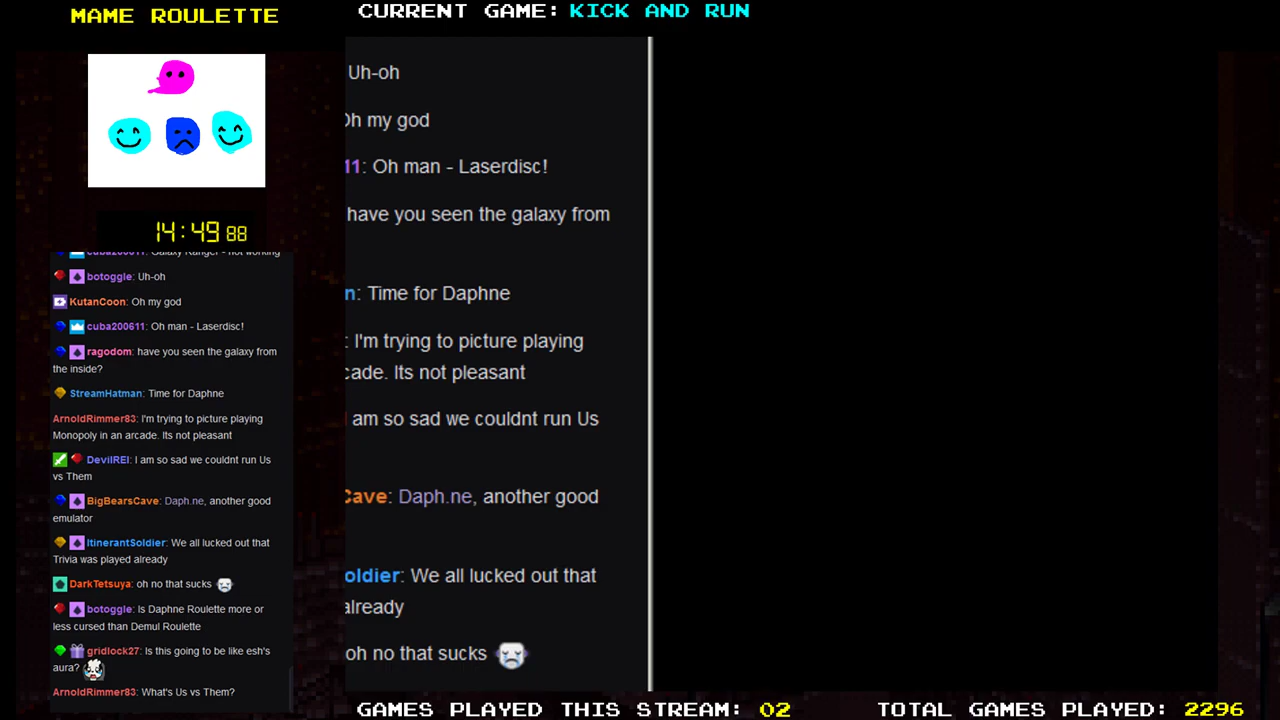 MAME ROULETTE
CURRENT GAME: KICK AND RUN
14:49 88
cuba200611: Galaxy Ranger - not working
botoggle: Uh-oh
KutanCoon: Oh my god
cuba200611: Oh man - Laserdisc!
ragodom: have you seen the galaxy from
the inside?
StreamHatman: Time for Daphne
ArnoldRimmer83: I'm trying to picture playing
Monopoly in an arcade. Its not pleasant
DevilREI: I am so sad we couldnt run Us
vs Them
BigBearsCave: Daph.ne, another good
emulator
ItinerantSoldier: We all lucked out that
Trivia was played already
DarkTetsuya: oh no that sucks
botoggle: Is Daphne Roulette more or
less cursed than Demul Roulette
gridlock27: Is this going to be like esh's
aura?
ArnoldRimmer83: What's Us vs Them?
Uh-oh
Oh my god
11: Oh man - Laserdisc!
have you seen the galaxy from
n: Time for Daphne
: I'm trying to picture playing
cade. Its not pleasant
am so sad we couldnt run Us
Cave: Daph.ne, another good
oldier: We all lucked out that
already
oh no that sucks
GAMES PLAYED THIS STREAM: 02
TOTAL GAMES PLAYED: 2296